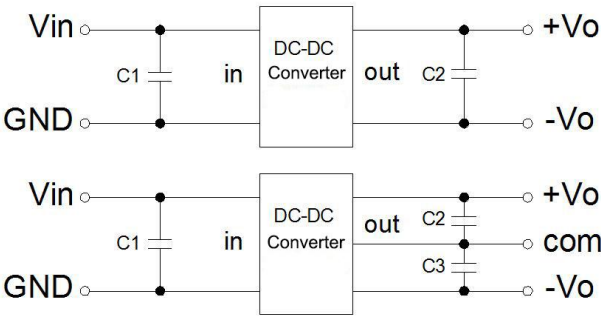 Vin
+Vo
DC-DC
Converter
C1
in
out
C2
GND
-Vo
Vin
+Vo
DC-DC
Converter
C1
in
out
C2
com
C3
GND
-Vo